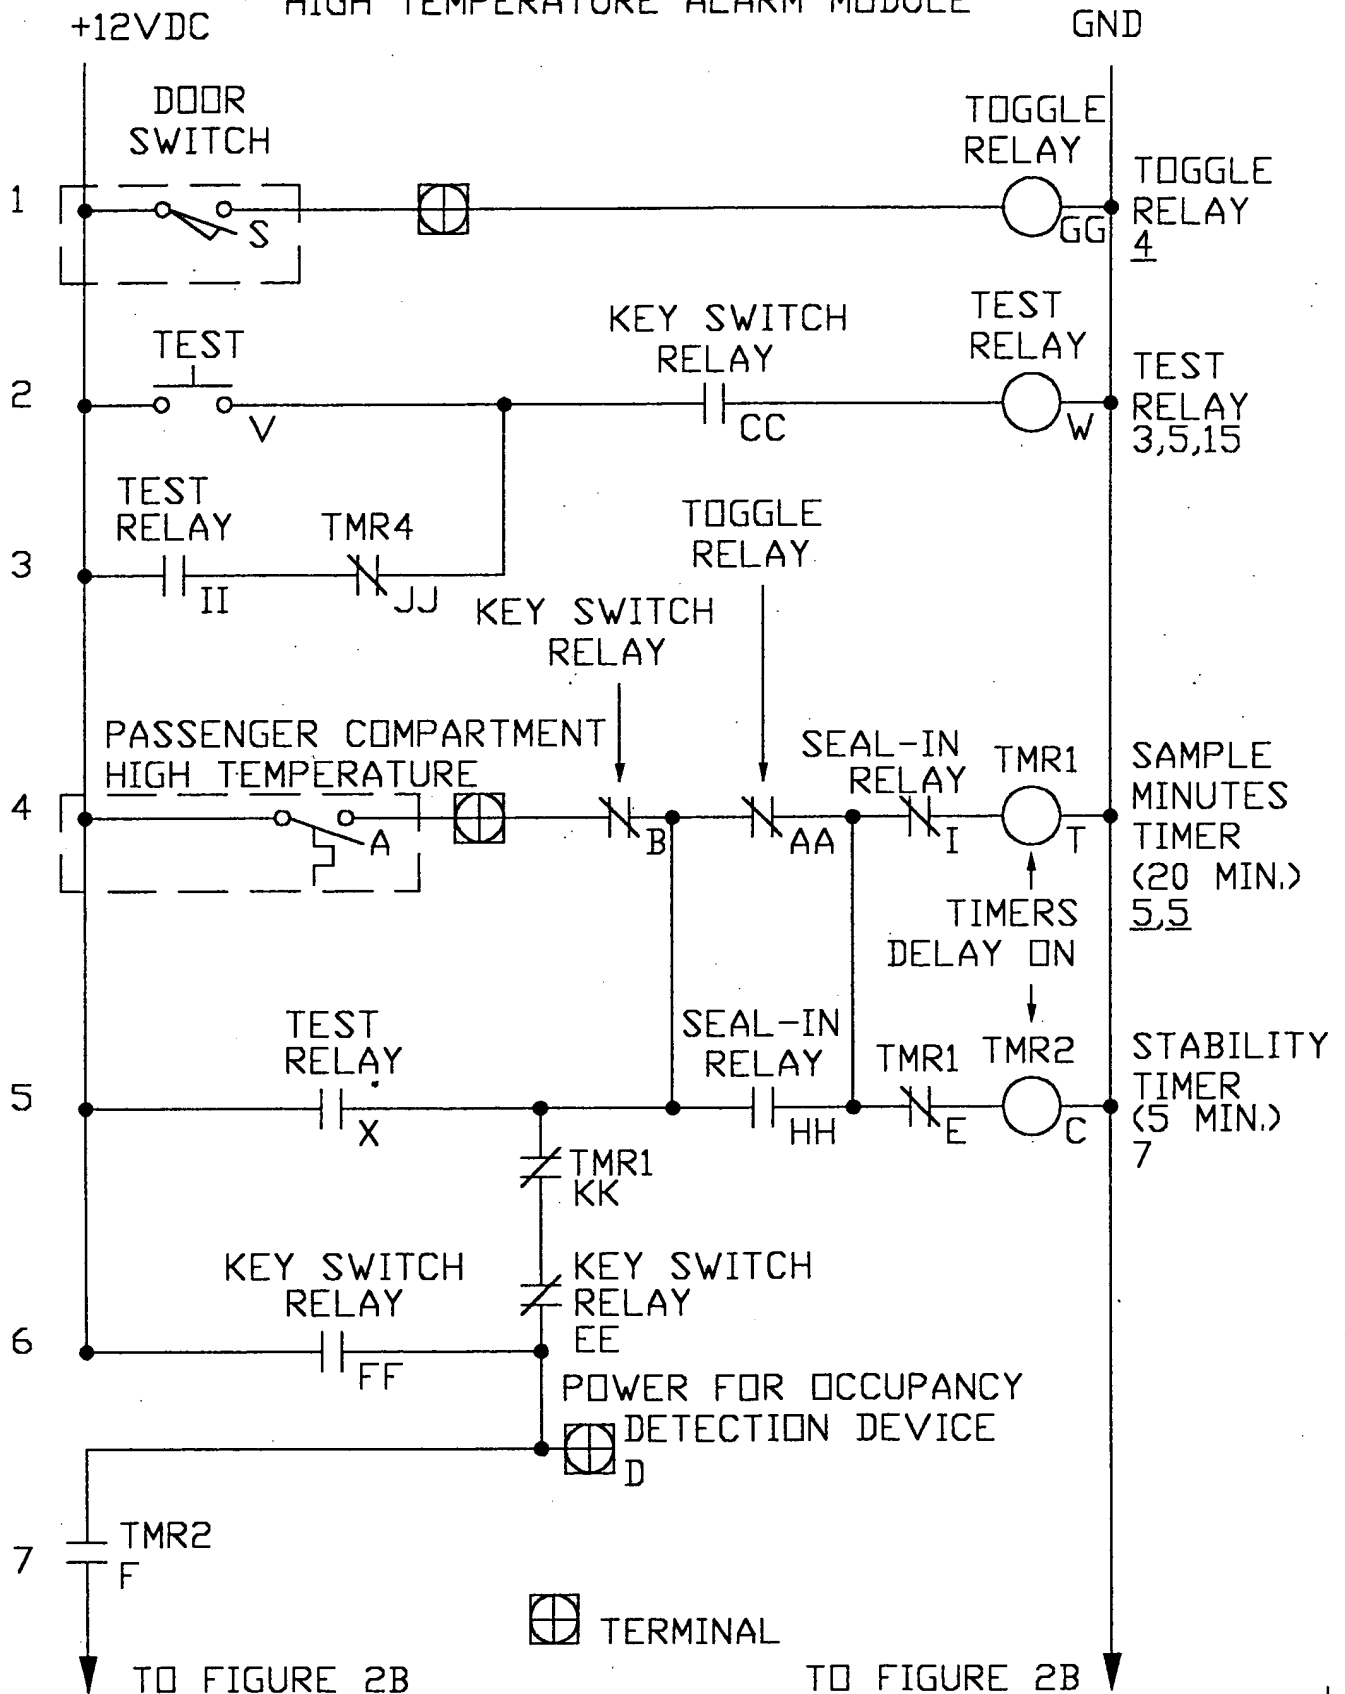 HIGH TEMPERATURE ALARM MODULE
+12VDC
GND
DOOR
SWITCH
TOGGLE
RELAY
1
S
GG
TOGGLE
RELAY
4
TEST
KEY SWITCH
RELAY
TEST
RELAY
2
V
CC
W
TEST
RELAY
3,5,15
TEST
RELAY
TMR4
TOGGLE
RELAY
3
II
JJ
KEY SWITCH
RELAY
PASSENGER COMPARTMENT
HIGH TEMPERATURE
SEAL-IN
RELAY
TMR1
4
A
B
AA
I
T
SAMPLE
MINUTES
TIMER
(20 MIN.)
5,5
TIMERS
DELAY ON
TEST
RELAY
SEAL-IN
RELAY
TMR1
TMR2
5
X
HH
E
C
STABILITY
TIMER
(5 MIN.)
7
TMR1
KK
KEY SWITCH
RELAY
KEY SWITCH
RELAY
EE
6
FF
POWER FOR OCCUPANCY
DETECTION DEVICE
D
7
TMR2
F
TERMINAL
TO FIGURE 2B
TO FIGURE 2B